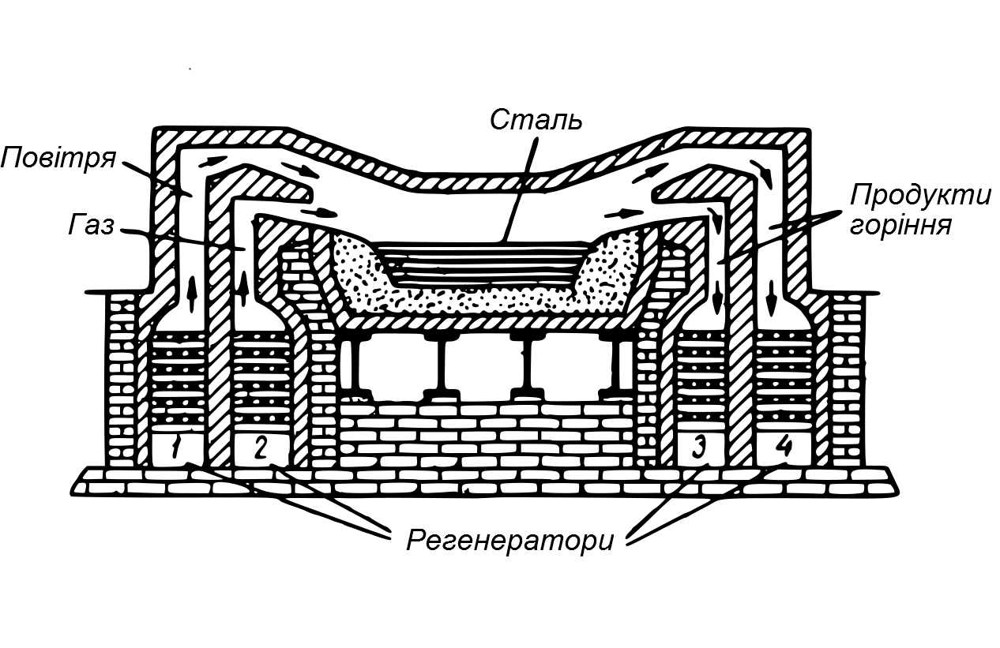 Сталь
Повітря
Газ
Продукти
горіння
1
2
3
4
Регенератори